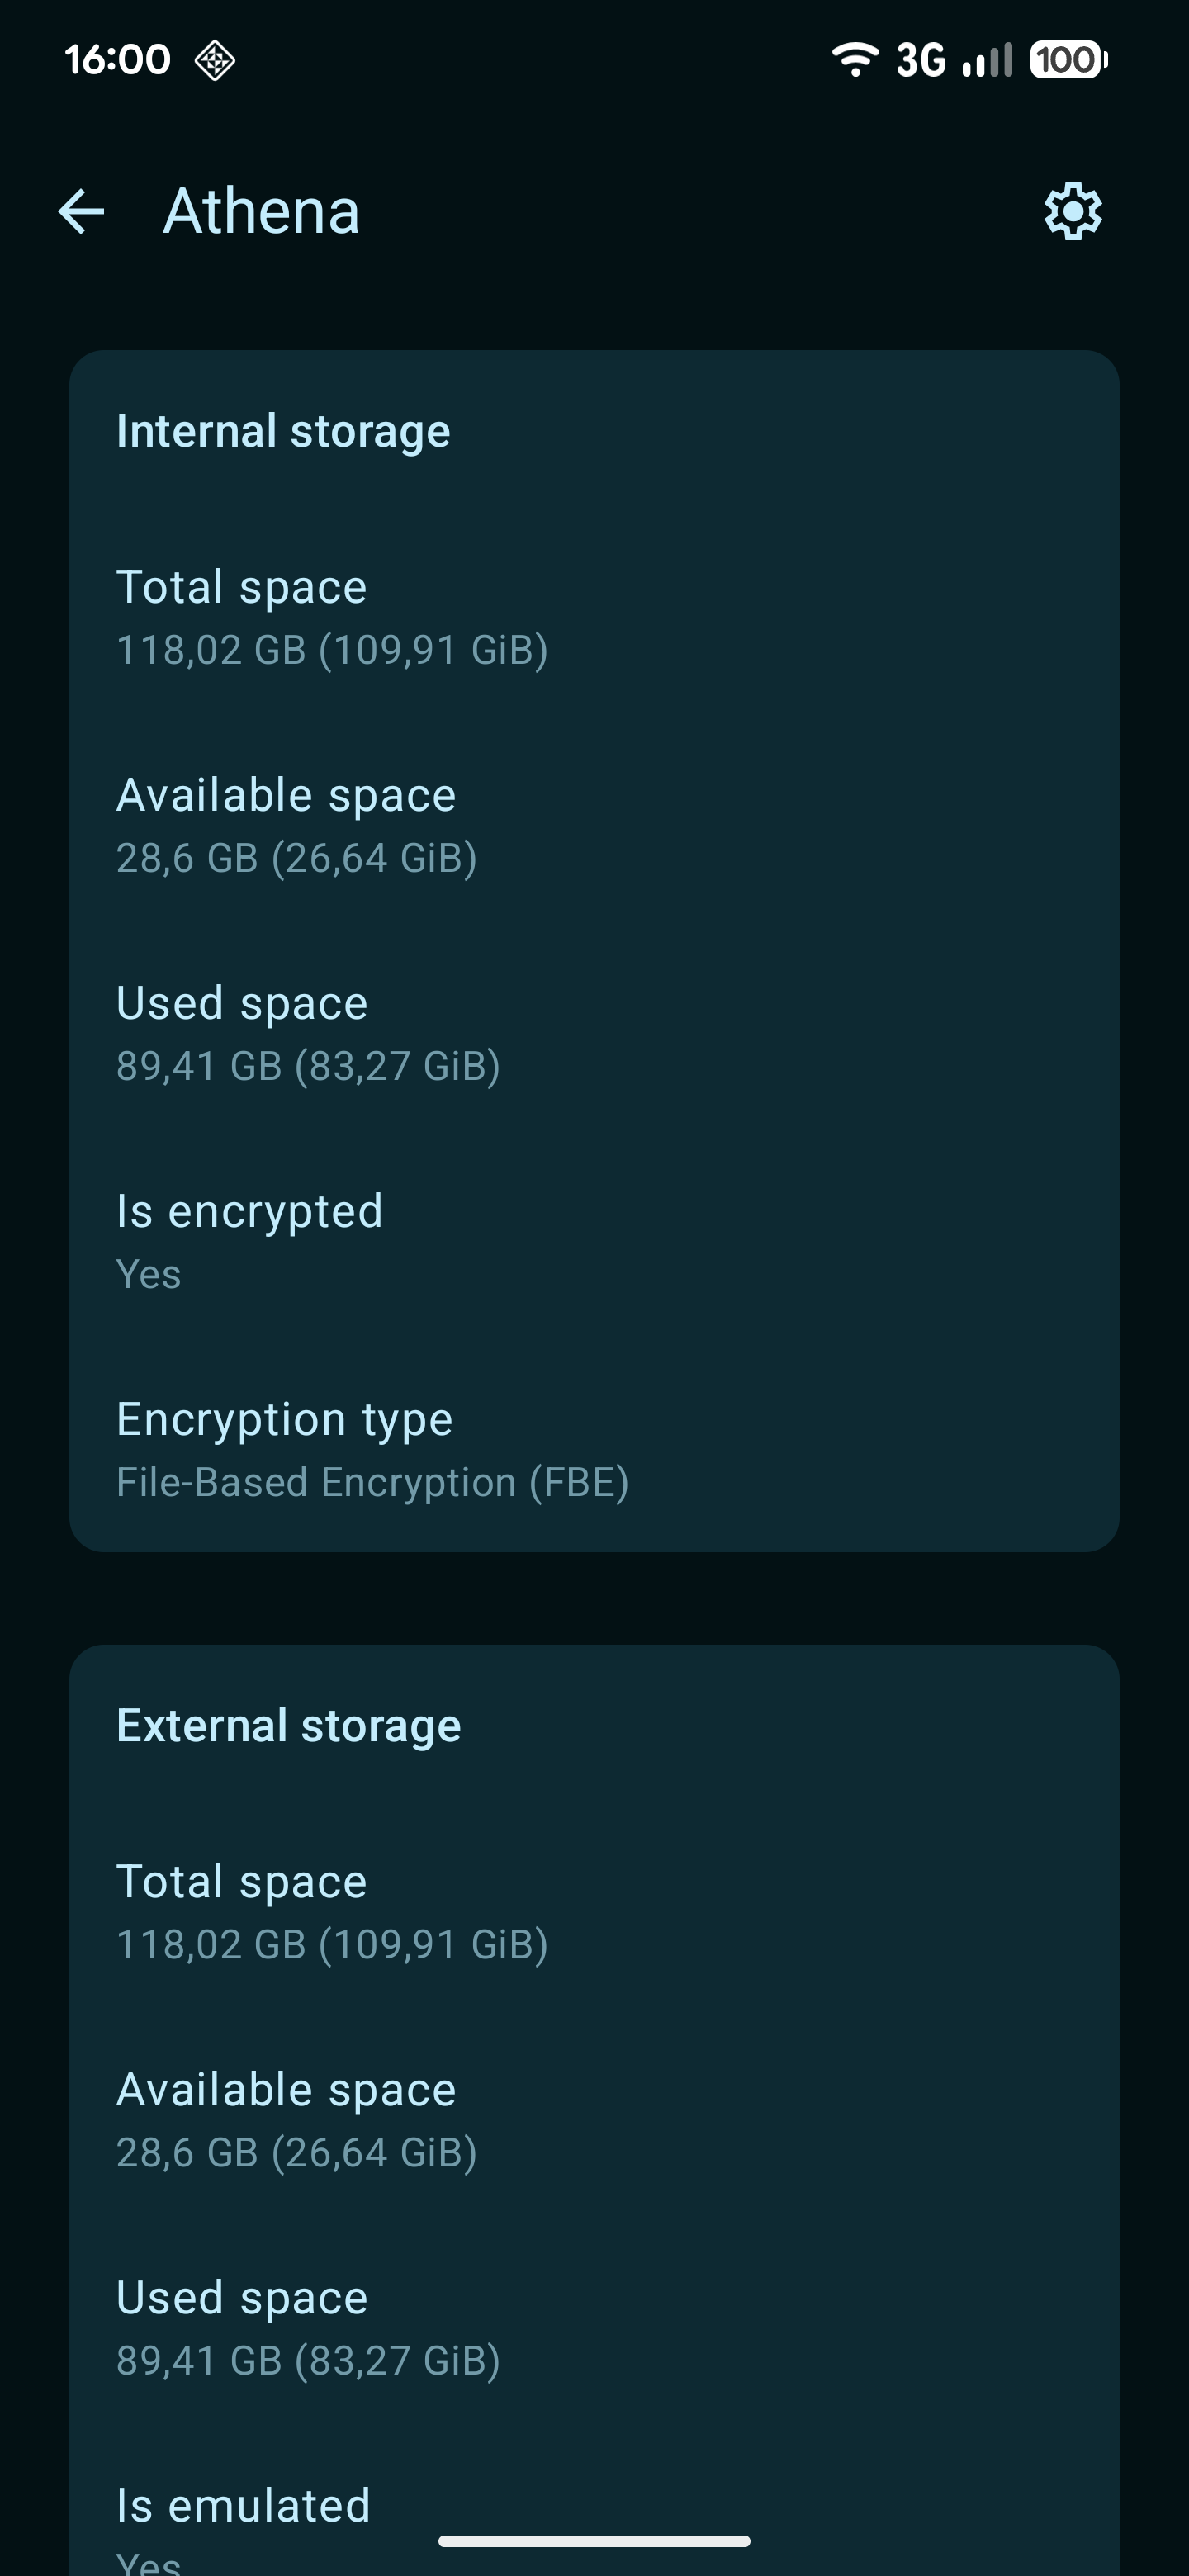 16:00 3G 100
Athena
Internal storage
Total space
118,02 GB (109,91 GiB)
Available space
28,6 GB (26,64 GiB)
Used space
89,41 GB (83,27 GiB)
Is encrypted
Yes
Encryption type
File-Based Encryption (FBE)
External storage
Total space
118,02 GB (109,91 GiB)
Available space
28,6 GB (26,64 GiB)
Used space
89,41 GB (83,27 GiB)
Is emulated
Yes